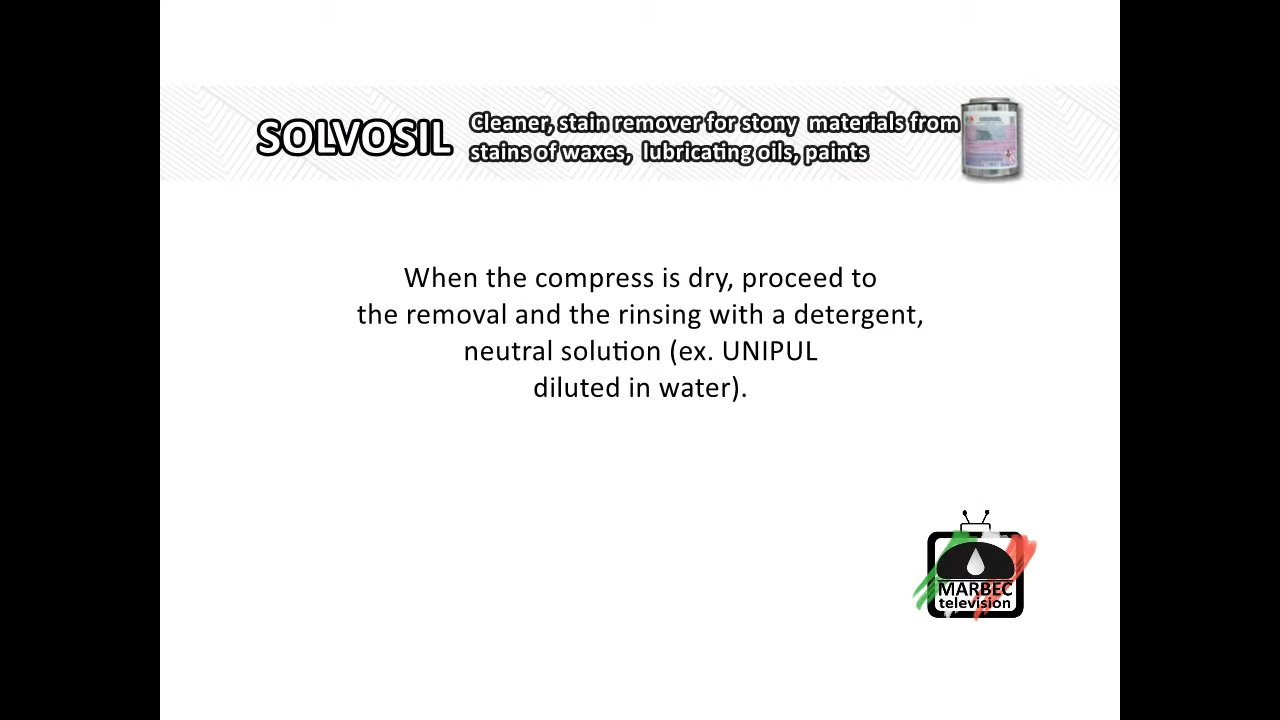 SOLVOSIL
Cleaner, stain remover for stony materials from
stains of waxes, lubricating oils, paints
When the compress is dry, proceed to
the removal and the rinsing with a detergent,
neutral solution (ex. UNIPUL
diluted in water).
MARBEC
television